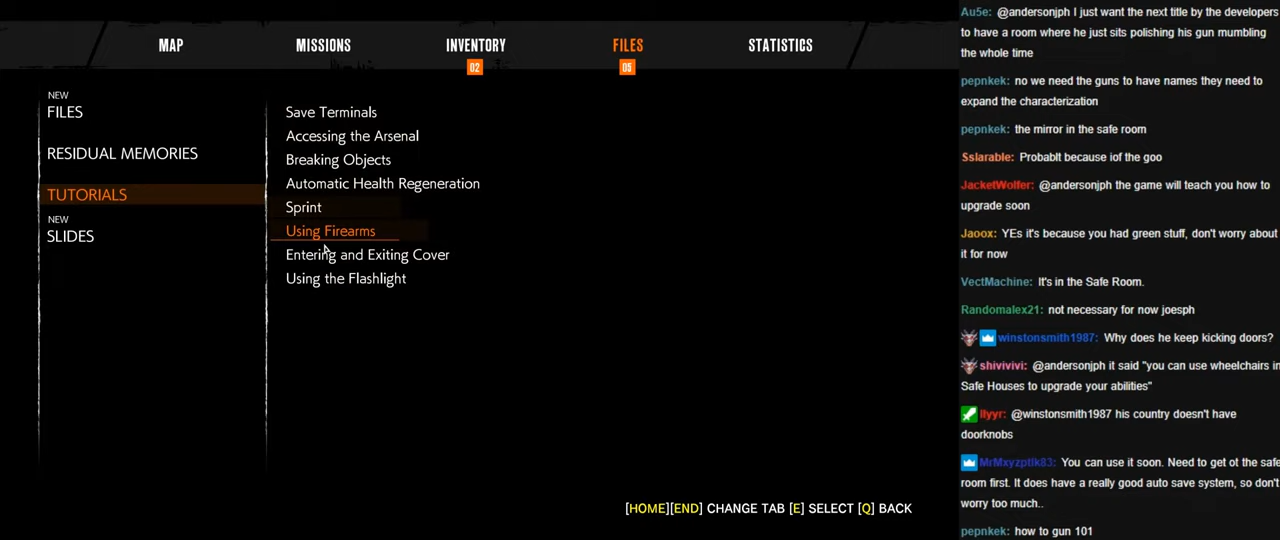 MAP
MISSIONS
INVENTORY
FILES
STATISTICS
02
05
NEW
FILES
RESIDUAL MEMORIES
TUTORIALS
NEW
SLIDES
Save Terminals
Accessing the Arsenal
Breaking Objects
Automatic Health Regeneration
Sprint
Using Firearms
Entering and Exiting Cover
Using the Flashlight
[HOME][END] CHANGE TAB [E] SELECT [Q] BACK
Au5e: @andersonjph I just want the next title by the developers
to have a room where he just sits polishing his gun mumbling
the whole time
pepnkek: no we need the guns to have names they need to
expand the characterization
pepnkek: the mirror in the safe room
Sslarable: Probablt because iof the goo
JacketWolfer: @andersonjph the game will teach you how to
upgrade soon
Jaoox: YEs it's because you had green stuff, don't worry about
it for now
VectMachine: It's in the Safe Room.
Randomalex21: not necessary for now joesph
winstonsmith1987: Why does he keep kicking doors?
shivivivi: @andersonjph it said "you can use wheelchairs in
Safe Houses to upgrade your abilities"
llyyr: @winstonsmith1987 his country doesn't have
doorknobs
MrMxyzptlk83: You can use it soon. Need to get ot the safe
room first. It does have a really good auto save system, so don't
worry too much..
pepnkek: how to gun 101